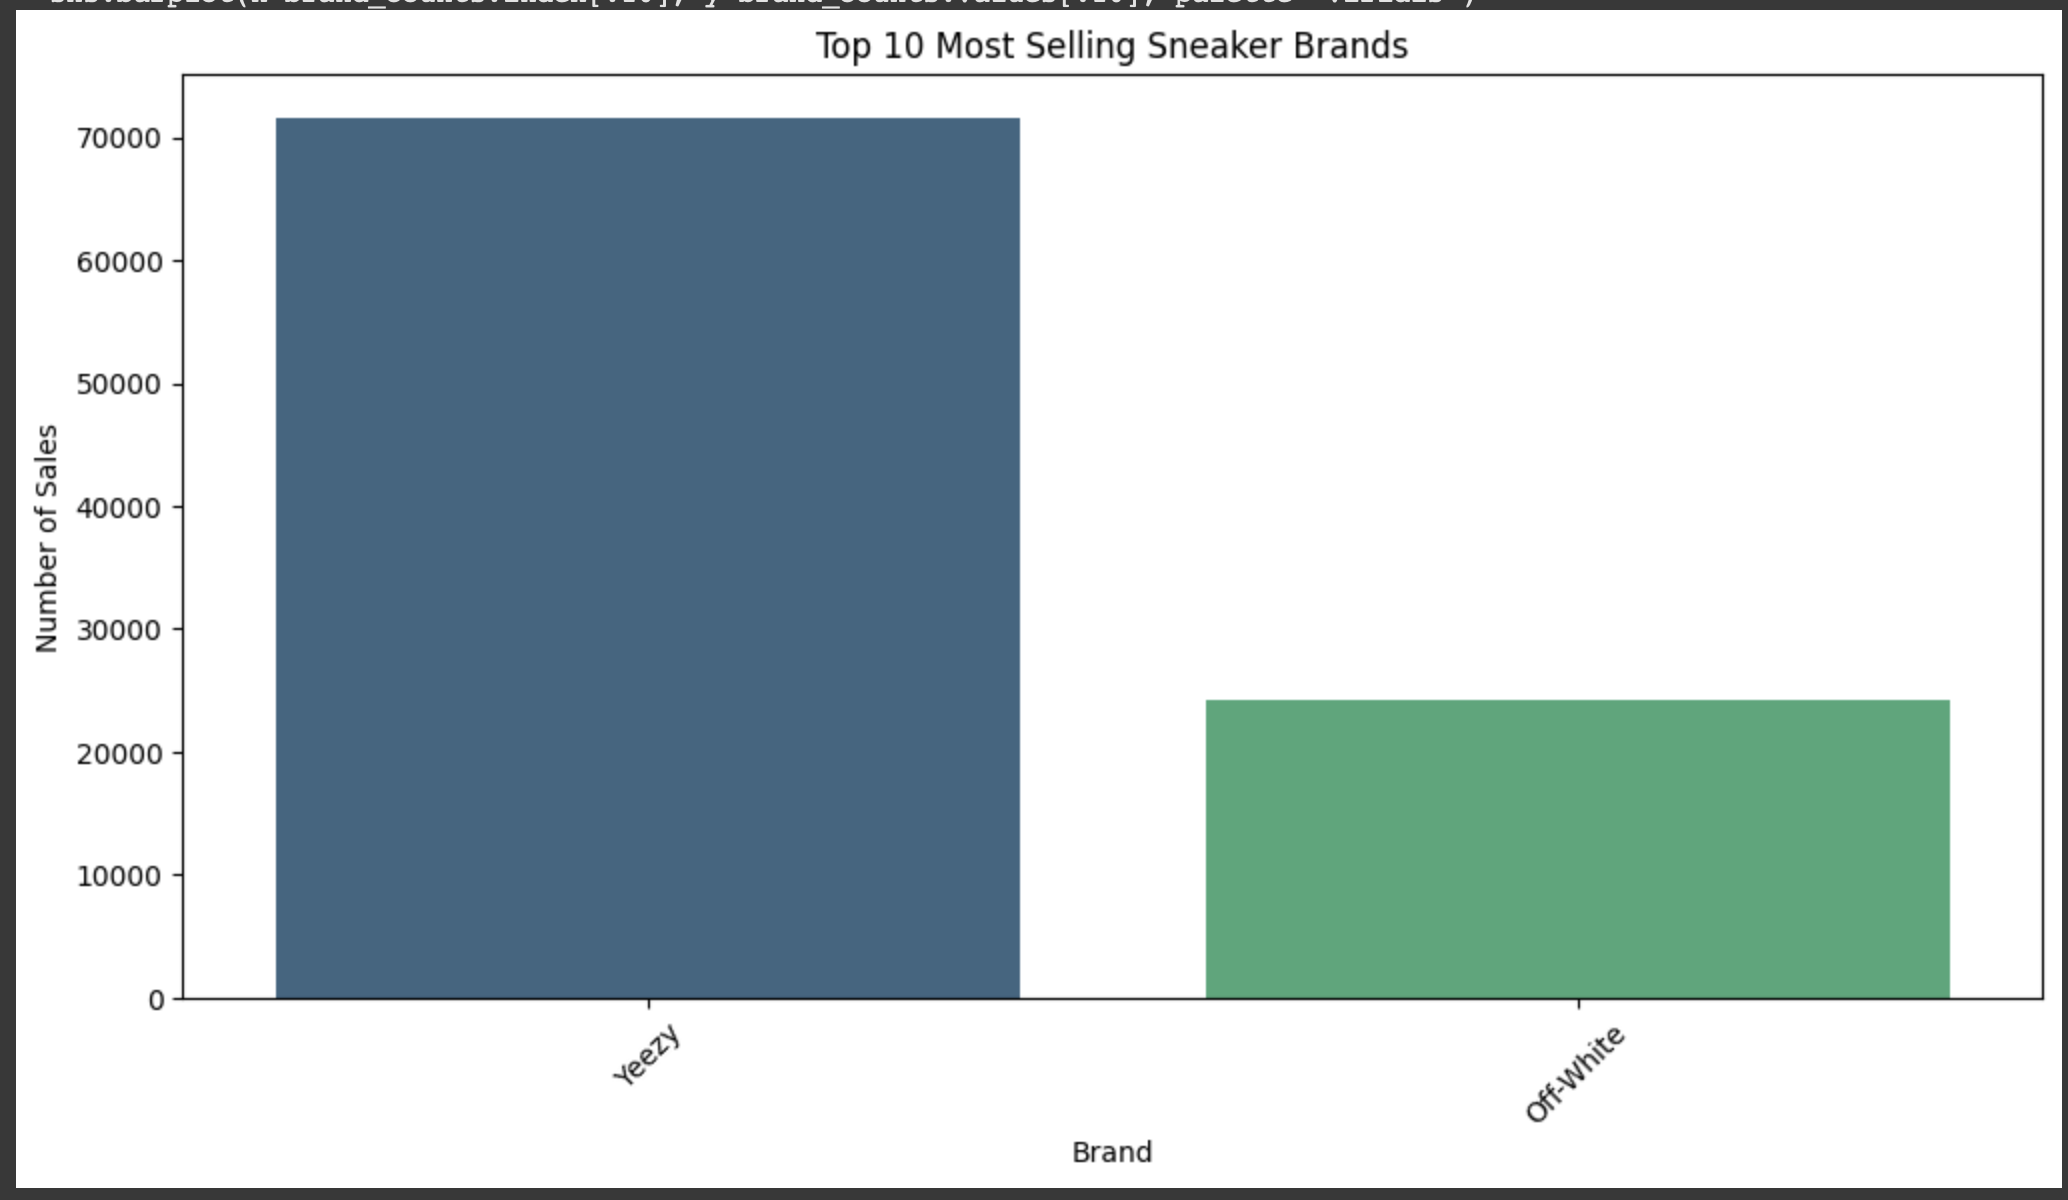 Top 10 Most Selling Sneaker Brands
70000
60000
50000
40000
30000
20000
10000
0
Number of Sales
Yeezy
Off-White
Brand